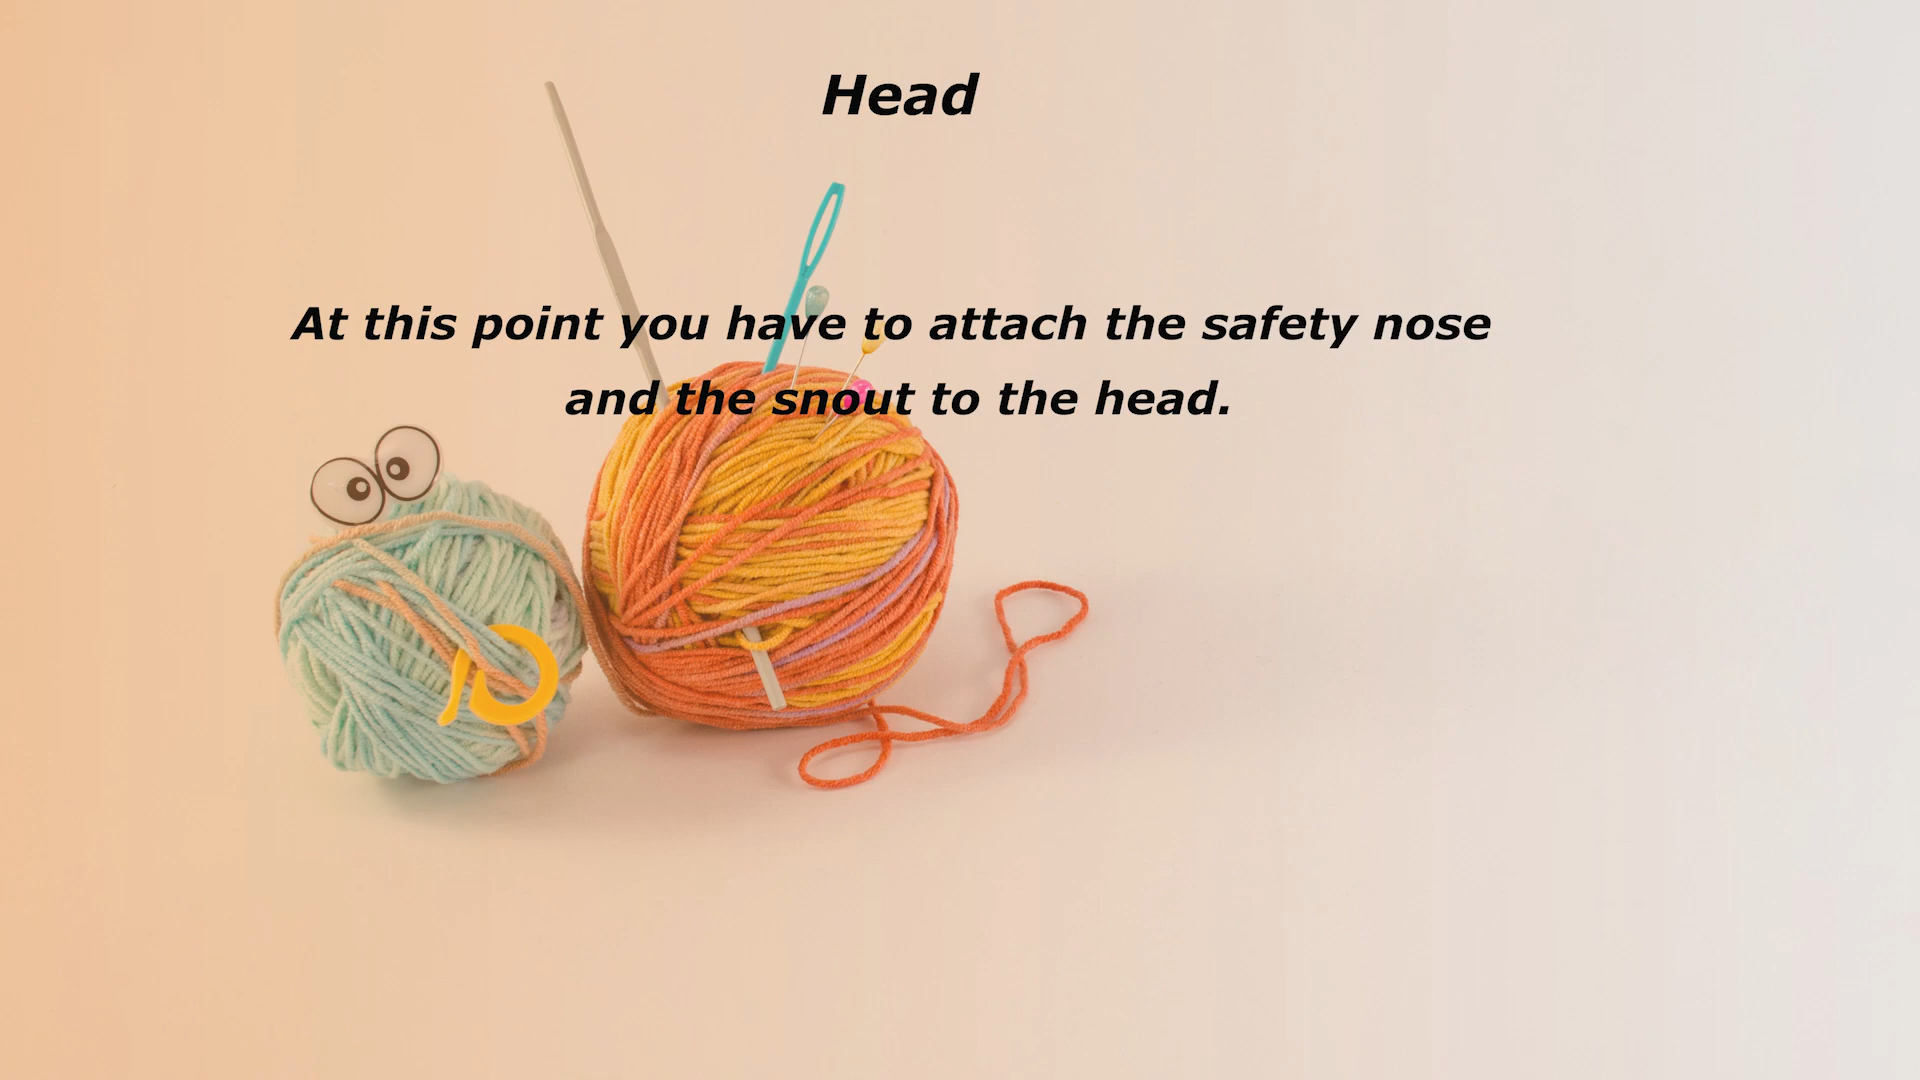 Head
At this point you have to attach the safety nose
and the snout to the head.